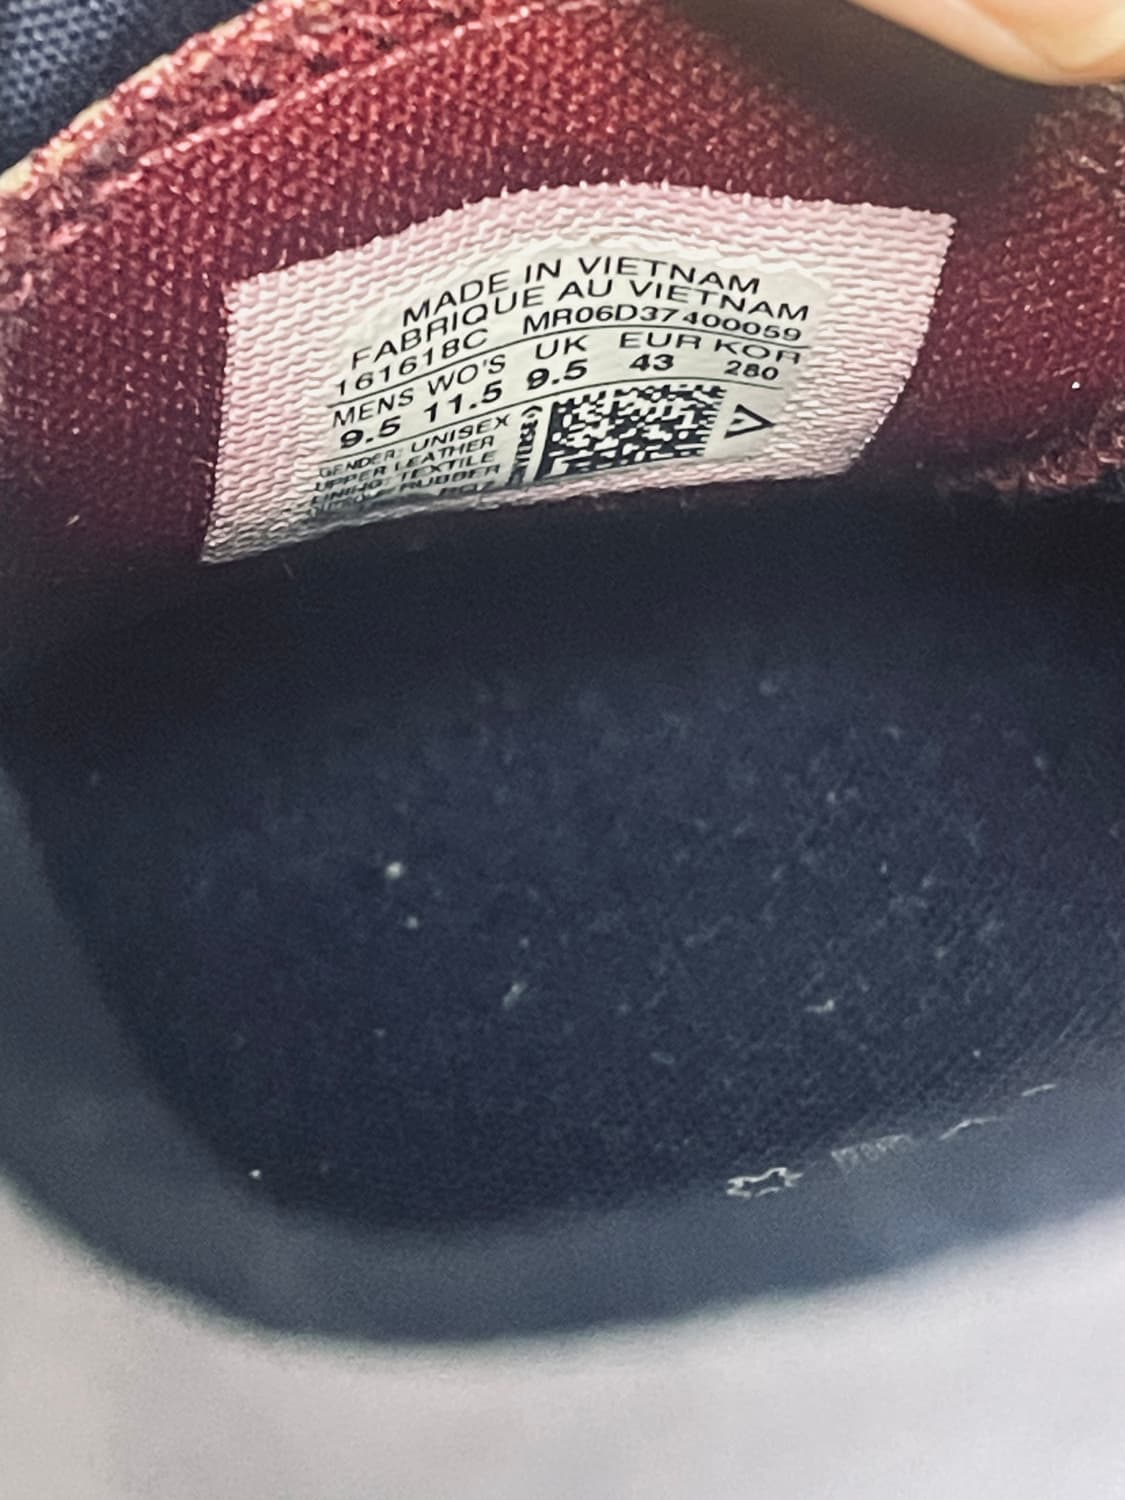 MADE IN VIETNAM
FABRIQUE AU VIETNAM
161618C MR06D37400059
MENS WO'S UK EUR KOR
9.5 11.5 9.5 43 280
GENDER: UNISEX
UPPER: LEATHER
LINING: TEXTILE
RUBBER